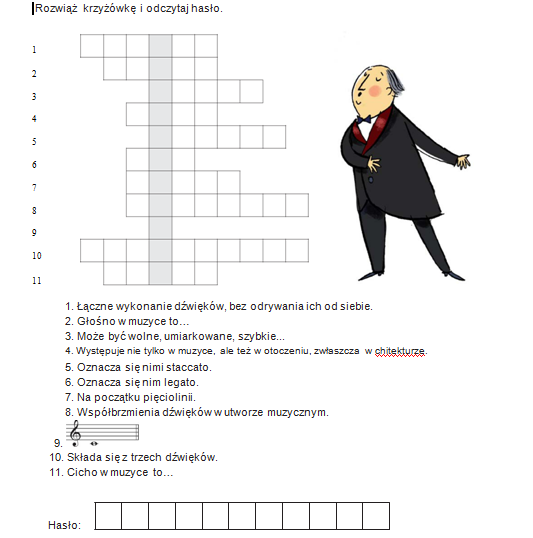 Rozwiąż krzyżówkę i odczytaj hasło.
1
2
3
4
5
6
7
8
9
10
11
1. Łączne wykonanie dźwięków, bez odrywania ich od siebie.
2. Głośno w muzyce to...
3. Może być wolne, umiarkowane, szybkie...
4. Występuje nie tylko w muzyce, ale też w otoczeniu, zwłaszcza w chitekturze.
5. Oznacza się nimi staccato.
6. Oznacza się nim legato.
7. Na początku pięciolinii.
8. Współbrzmienia dźwięków w utworze muzycznym.
9.
10. Składa się z trzech dźwięków.
11. Cicho w muzyce to...
Hasło: